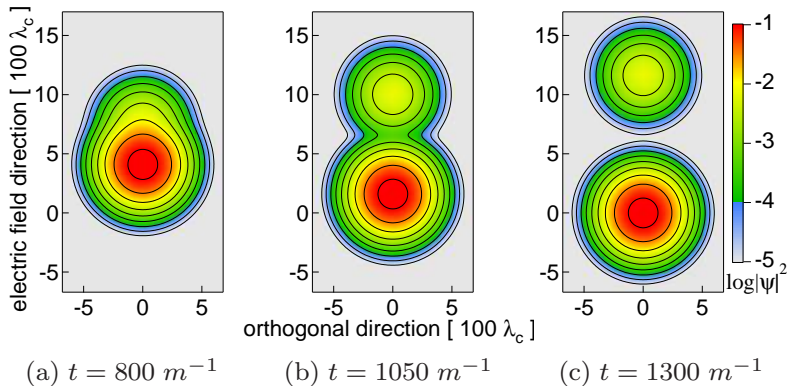 electric field direction [ 100 λc ]
15
10
5
0
-5
-5 0 5
15
10
5
0
-5
-5 0 5
15
10
5
0
-5
-5 0 5
-1
-2
-3
-4
-5
log|ψ|²
orthogonal direction [ 100 λc ]
(a) t = 800 m⁻¹
(b) t = 1050 m⁻¹
(c) t = 1300 m⁻¹